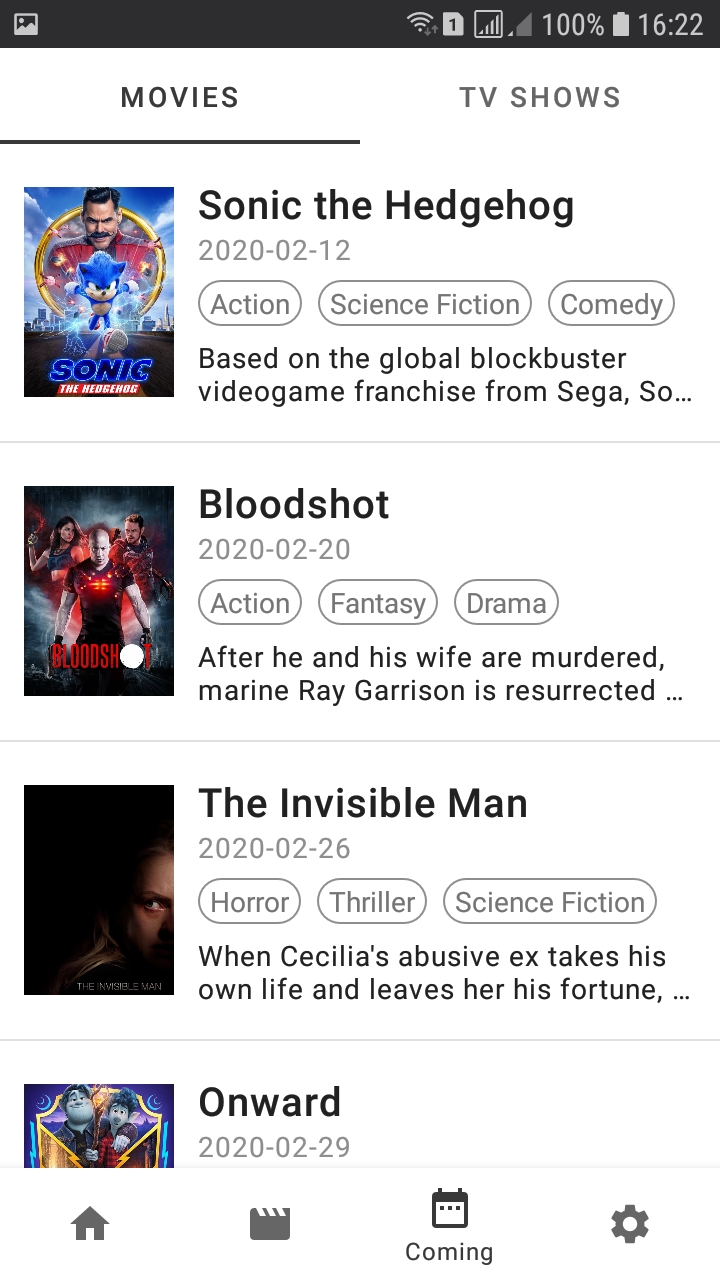 1 100% 16:22
MOVIES TV SHOWS
Sonic the Hedgehog
2020-02-12
Action Science Fiction Comedy
Based on the global blockbuster
videogame franchise from Sega, So…
SONIC
THE HEDGEHOG
Bloodshot
2020-02-20
Action Fantasy Drama
After he and his wife are murdered,
marine Ray Garrison is resurrected …
BLOODSHOT
The Invisible Man
2020-02-26
Horror Thriller Science Fiction
When Cecilia's abusive ex takes his
own life and leaves her his fortune, …
THE INVISIBLE MAN
Onward
2020-02-29
Coming